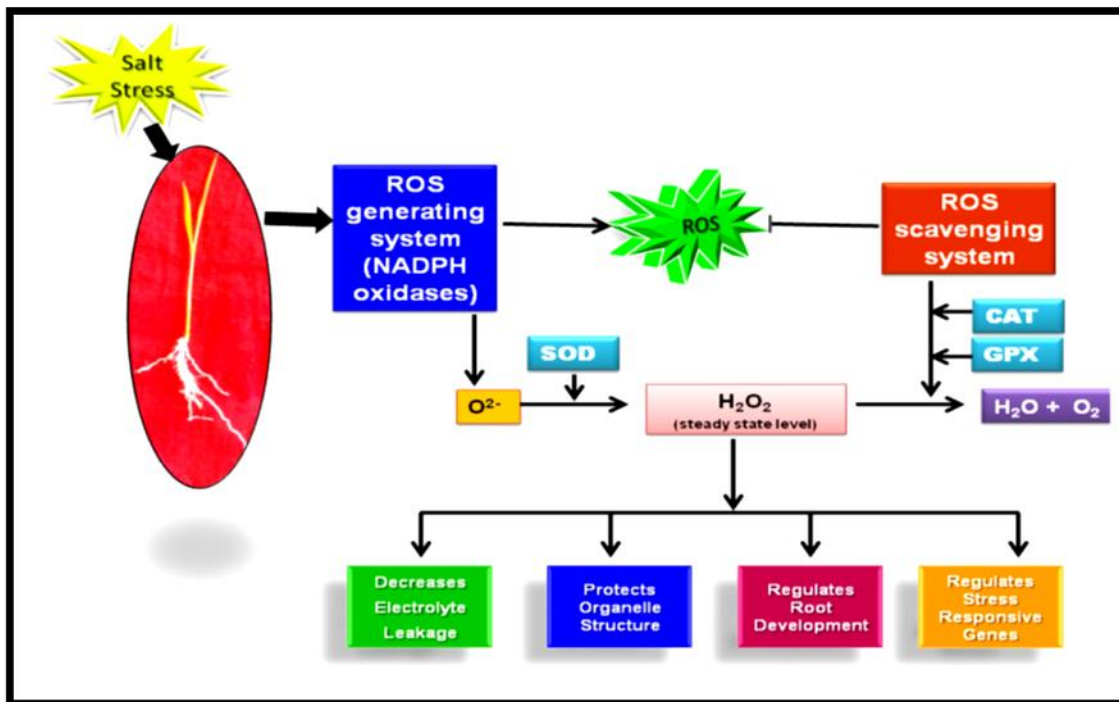 Salt
Stress
ROS
generating
system
(NADPH
oxidases)
ROS
ROS
scavenging
system
CAT
GPX
SOD
O²⁻
H₂O₂
(steady state level)
H₂O + O₂
Decreases
Electrolyte
Leakage
Protects
Organelle
Structure
Regulates
Root
Development
Regulates
Stress
Responsive
Genes